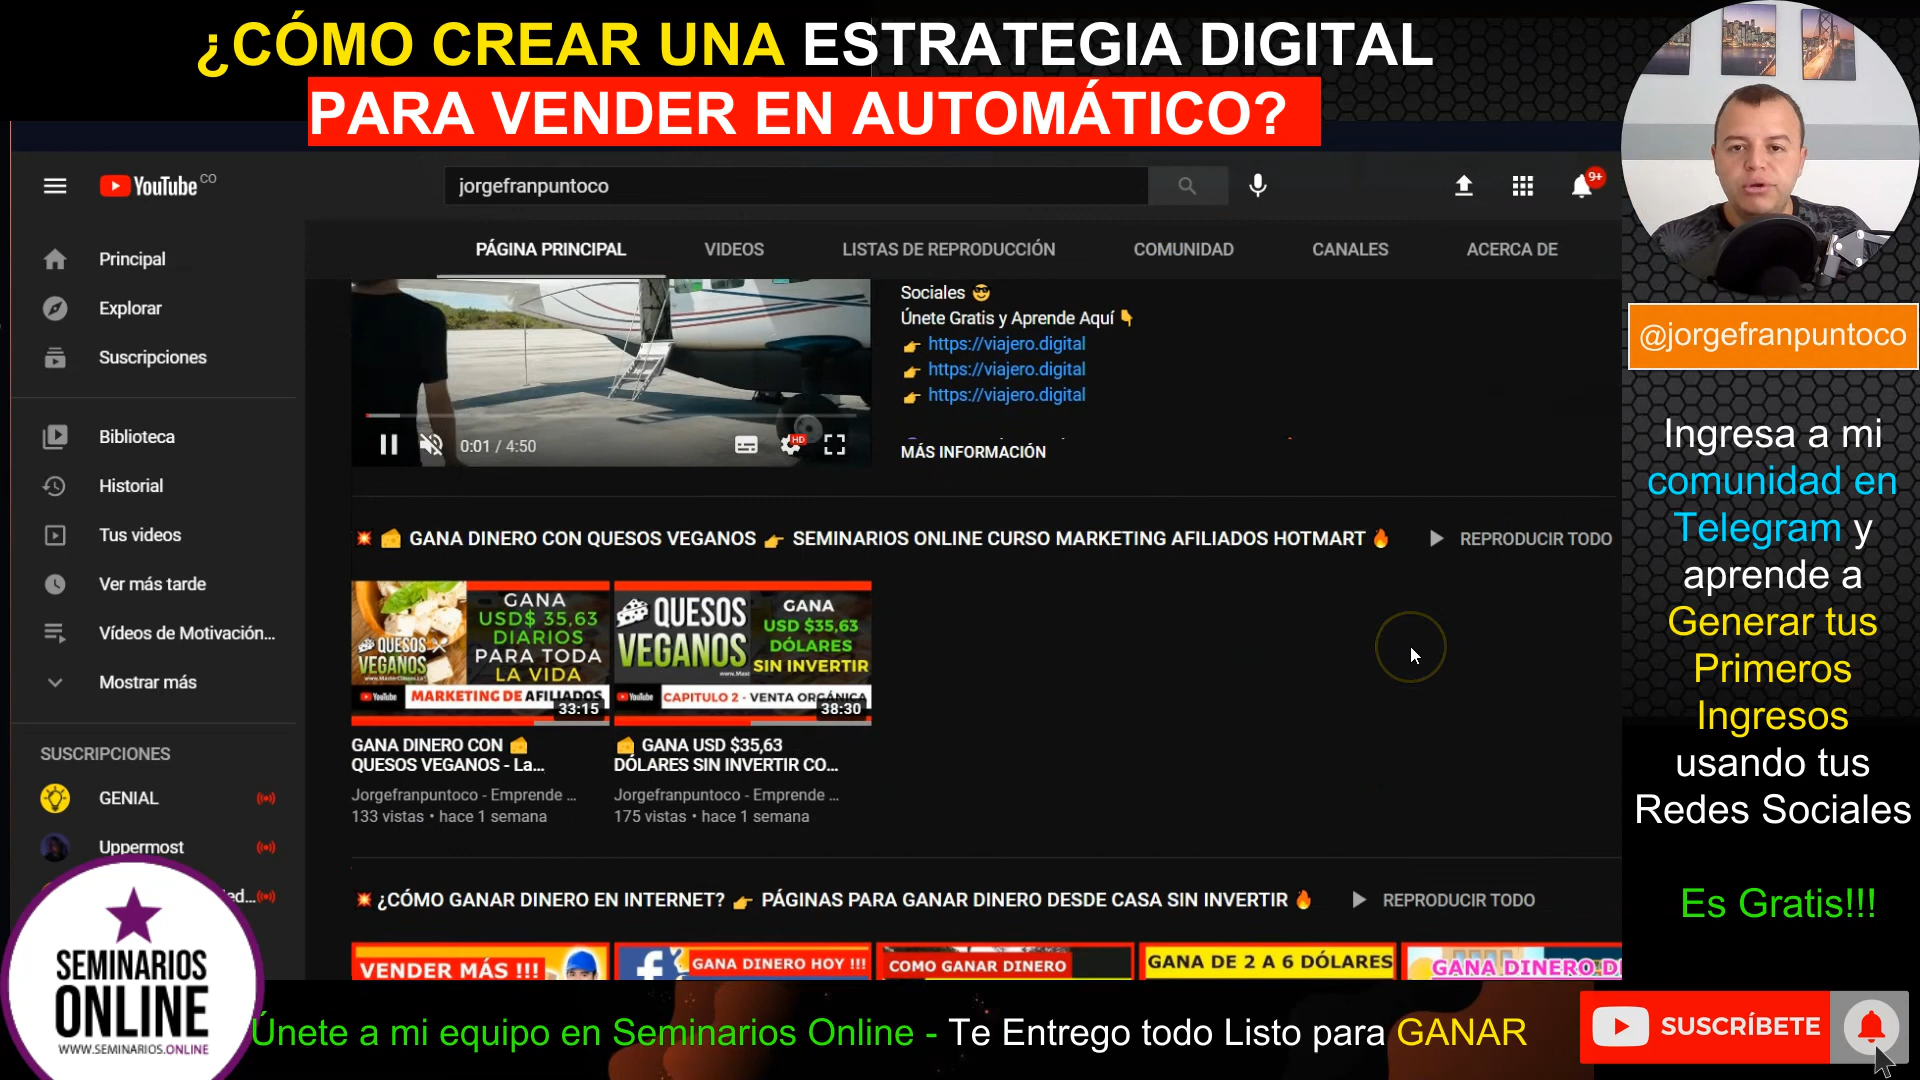 ¿CÓMO CREAR UNA ESTRATEGIA DIGITAL
PARA VENDER EN AUTOMÁTICO?
YouTube CO
jorgefranpuntoco
9+
PÁGINA PRINCIPAL
VIDEOS
LISTAS DE REPRODUCCIÓN
COMUNIDAD
CANALES
ACERCA DE
Principal
Explorar
Suscripciones
Biblioteca
Historial
Tus videos
Ver más tarde
Vídeos de Motivación...
Mostrar más
SUSCRIPCIONES
GENIAL
Uppermost
ed...
0:01 / 4:50
HD
Sociales 😎
Únete Gratis y Aprende Aquí 👇
👉 https://viajero.digital
👉 https://viajero.digital
👉 https://viajero.digital
MÁS INFORMACIÓN
💥 🧀 GANA DINERO CON QUESOS VEGANOS 👉 SEMINARIOS ONLINE CURSO MARKETING AFILIADOS HOTMART 🔥
REPRODUCIR TODO
QUESOS
VEGANOS
GANA
USD$ 35,63
DIARIOS
PARA TODA
LA VIDA
YouTube
MARKETING DE AFILIADOS
33:15
QUESOS
VEGANOS
GANA
USD $35,63
DÓLARES
SIN INVERTIR
YouTube
CAPITULO 2 - VENTA ORGÁNICA
38:30
GANA DINERO CON 🧀
QUESOS VEGANOS - La...
Jorgefranpuntoco - Emprende ...
133 vistas • hace 1 semana
🧀 GANA USD $35,63
DÓLARES SIN INVERTIR CO...
Jorgefranpuntoco - Emprende ...
175 vistas • hace 1 semana
💥 ¿CÓMO GANAR DINERO EN INTERNET? 👉 PÁGINAS PARA GANAR DINERO DESDE CASA SIN INVERTIR 🔥
REPRODUCIR TODO
VENDER MÁS !!!
GANA DINERO HOY !!!
COMO GANAR DINERO
GANA DE 2 A 6 DÓLARES
GANA DINERO D
@jorgefranpuntoco
Ingresa a mi
comunidad en
Telegram y
aprende a
Generar tus
Primeros
Ingresos
usando tus
Redes Sociales
Es Gratis!!!
SEMINARIOS
ONLINE
WWW.SEMINARIOS.ONLINE
Únete a mi equipo en Seminarios Online - Te Entrego todo Listo para GANAR
SUSCRÍBETE